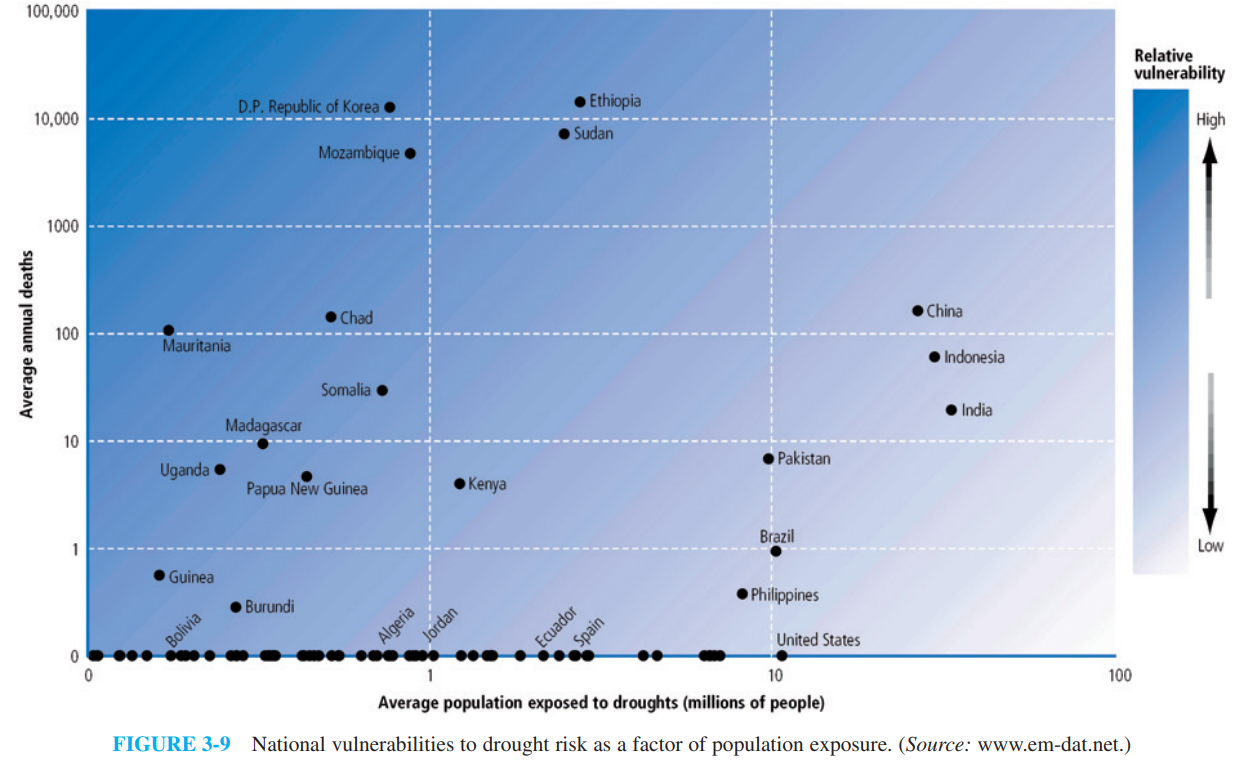 100,000
10,000
1000
100
10
1
0
Average annual deaths
D.P. Republic of Korea
Ethiopia
Sudan
Mozambique
Chad
Mauritania
China
Indonesia
Somalia
India
Madagascar
Uganda
Papua New Guinea
Kenya
Pakistan
Brazil
Guinea
Burundi
Philippines
Bolivia
Algeria
Jordan
Ecuador
Spain
United States
0
1
10
100
Average population exposed to droughts (millions of people)
Relative
vulnerability
High
Low
FIGURE 3-9 National vulnerabilities to drought risk as a factor of population exposure. (Source: www.em-dat.net.)